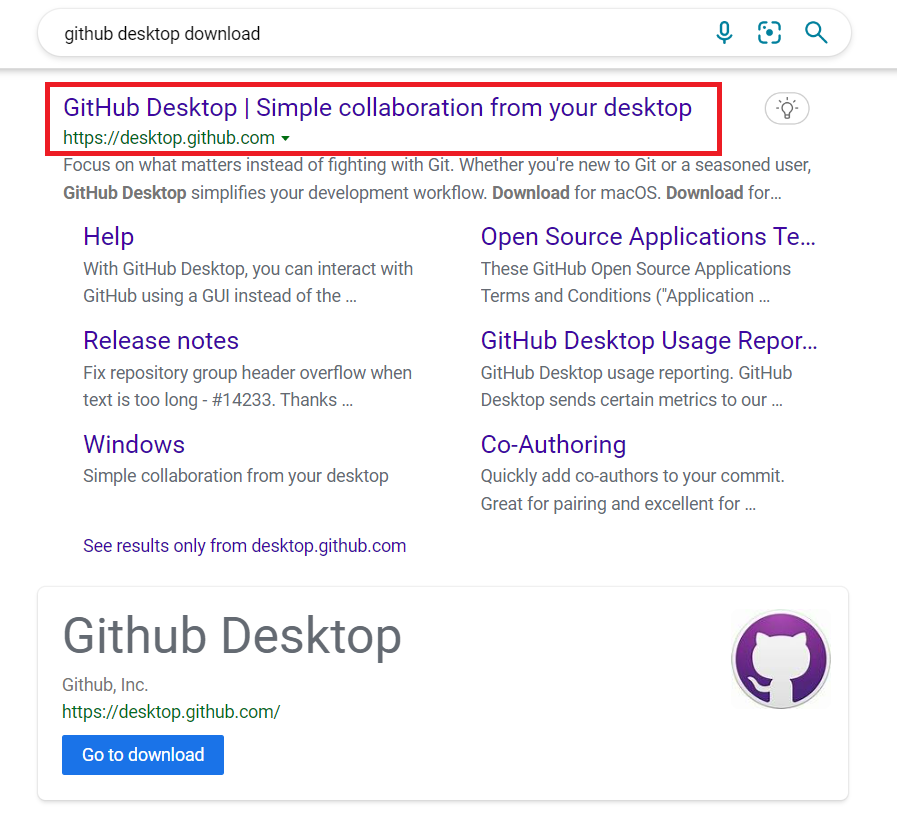 github desktop download
GitHub Desktop | Simple collaboration from your desktop
https://desktop.github.com
Focus on what matters instead of fighting with Git. Whether you're new to Git or a seasoned user,
GitHub Desktop simplifies your development workflow. Download for macOS. Download for…
Help
With GitHub Desktop, you can interact with
GitHub using a GUI instead of the ...
Open Source Applications Te…
These GitHub Open Source Applications
Terms and Conditions ("Application ...
Release notes
Fix repository group header overflow when
text is too long - #14233. Thanks ...
GitHub Desktop Usage Repor…
GitHub Desktop usage reporting. GitHub
Desktop sends certain metrics to our ...
Windows
Simple collaboration from your desktop
Co-Authoring
Quickly add co-authors to your commit.
Great for pairing and excellent for ...
See results only from desktop.github.com
Github Desktop
Github, Inc.
https://desktop.github.com/
Go to download